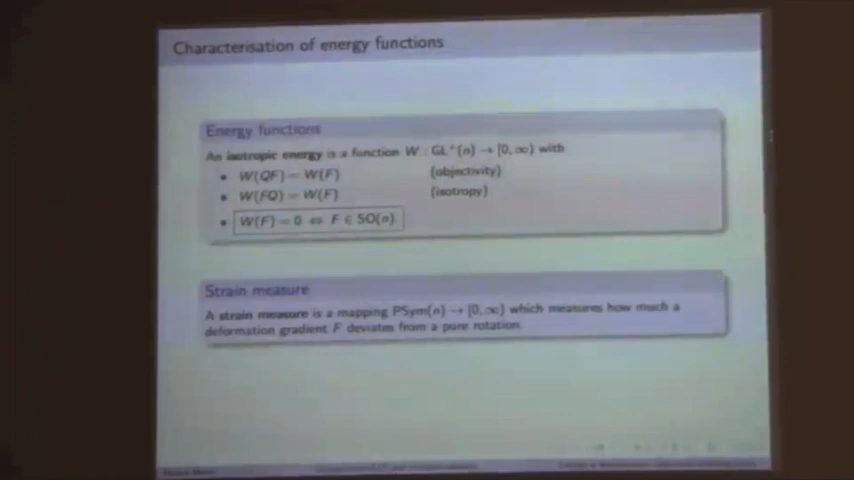 Characterisation of energy functions
Energy functions
An isotropic energy is a function W : GL⁺(n) → [0, ∞) with
• W(QF) = W(F) (objectivity)
• W(FQ) = W(F) (isotropy)
• W(F) = 0 ⇔ F ∈ SO(n)
Strain measure
A strain measure is a mapping PSym(n) → [0, ∞) which measures how much a
deformation gradient F deviates from a pure rotation.